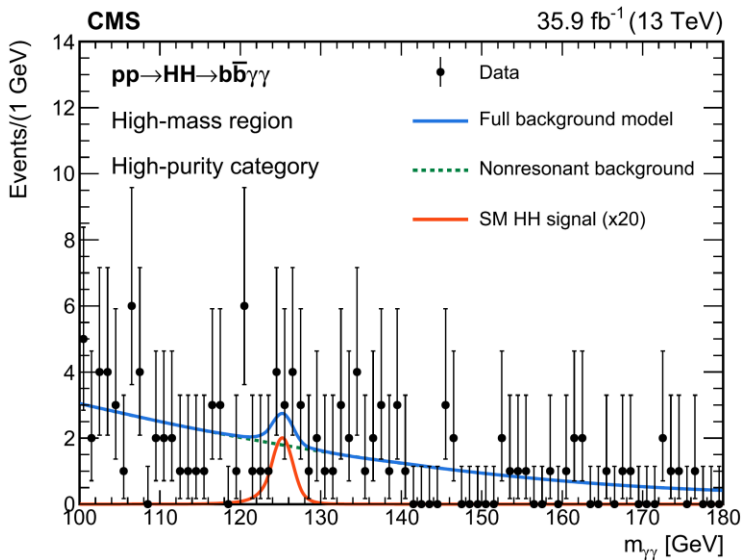 CMS 35.9 fb⁻¹ (13 TeV)
Events/(1 GeV)
14
12
10
8
6
4
2
0
pp→HH→bb̅γγ
High-mass region
High-purity category
Data
Full background model
Nonresonant background
SM HH signal (x20)
100 110 120 130 140 150 160 170 180
mγγ [GeV]